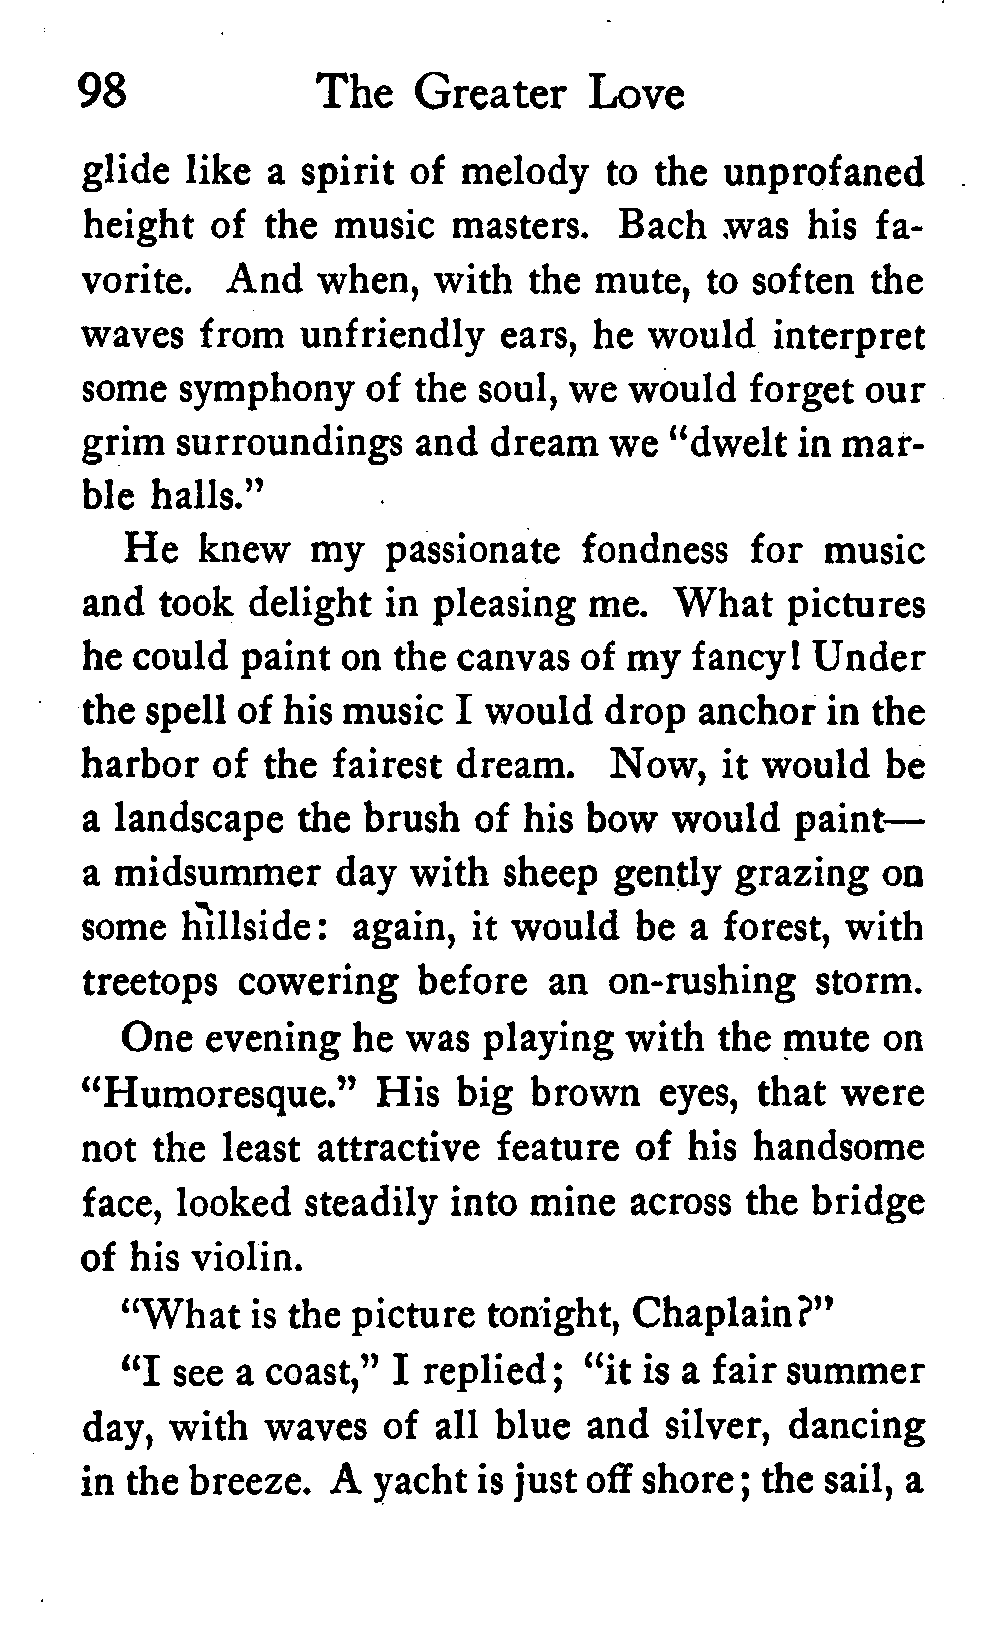 98 The Greater Love
glide like a spirit of melody to the unprofaned
height of the music masters. Bach was his fa-
vorite. And when, with the mute, to soften the
waves from unfriendly ears, he would interpret
some symphony of the soul, we would forget our
grim surroundings and dream we "dwelt in mar-
ble halls."
He knew my passionate fondness for music
and took delight in pleasing me. What pictures
he could paint on the canvas of my fancy! Under
the spell of his music I would drop anchor in the
harbor of the fairest dream. Now, it would be
a landscape the brush of his bow would paint—
a midsummer day with sheep gently grazing on
some hillside: again, it would be a forest, with
treetops cowering before an on-rushing storm.
One evening he was playing with the mute on
"Humoresque." His big brown eyes, that were
not the least attractive feature of his handsome
face, looked steadily into mine across the bridge
of his violin.
"What is the picture tonight, Chaplain?"
"I see a coast," I replied; "it is a fair summer
day, with waves of all blue and silver, dancing
in the breeze. A yacht is just off shore; the sail, a